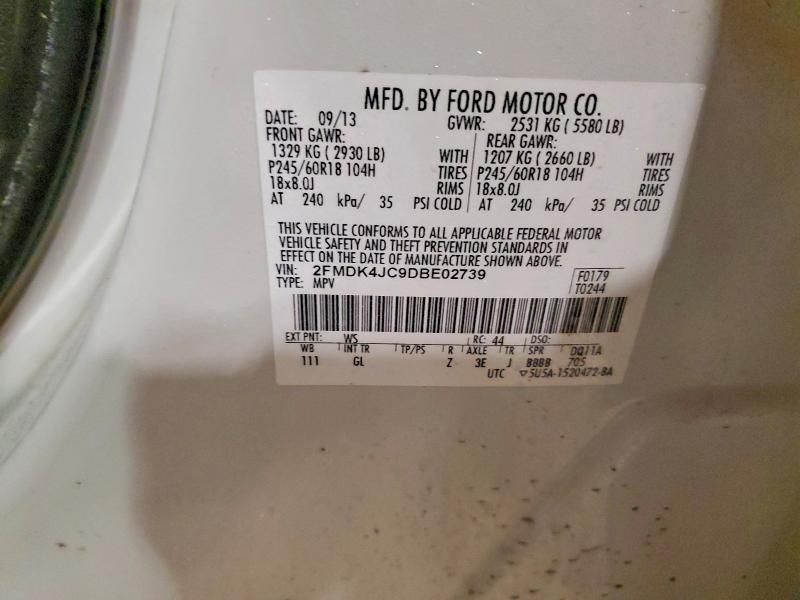 MFD. BY FORD MOTOR CO.
DATE: 09/13 GVWR: 2531 KG ( 5580 LB)
FRONT GAWR: REAR GAWR:
1329 KG ( 2930 LB) WITH 1207 KG ( 2660 LB) WITH
P245/60R18 104H TIRES P245/60R18 104H TIRES
18x8.0J RIMS 18x8.0J RIMS
AT 240 kPa/ 35 PSI COLD AT 240 kPa/ 35 PSI COLD
THIS VEHICLE CONFORMS TO ALL APPLICABLE FEDERAL MOTOR
VEHICLE SAFETY AND THEFT PREVENTION STANDARDS IN
EFFECT ON THE DATE OF MANUFACTURE SHOWN ABOVE.
VIN: 2FMDK4JC9DBE02739 F0179
TYPE: MPV T0244
EXT PNT: WS RC: 44 DSO:
WB INT TR TP/PS R AXLE TR SPR DQ11A
111 GL Z 3E J BBBB 705
UTC ▽5U5A-1520472-BA